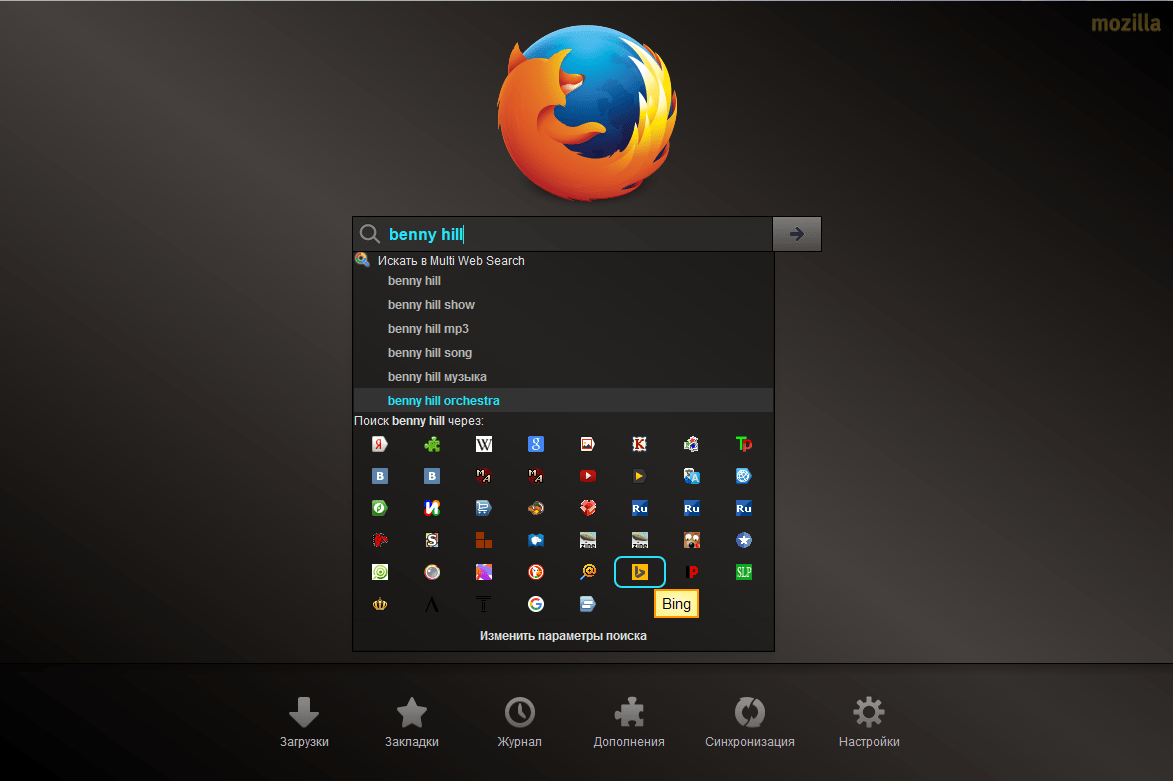 mozilla
benny hill
Искать в Multi Web Search
benny hill
benny hill show
benny hill mp3
benny hill song
benny hill музыка
benny hill orchestra
Поиск benny hill через:
Bing
Изменить параметры поиска
Загрузки Закладки Журнал Дополнения Синхронизация Настройки